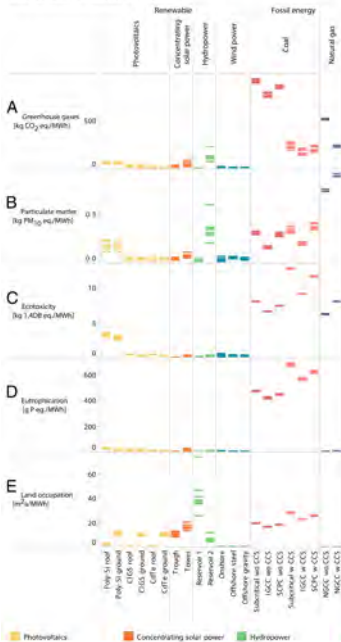 Renewable
Fossil energy
Photovoltaics
Concentrating
solar power
Hydropower
Wind power
Coal
Natural gas
A
Greenhouse gases
[kg CO2 eq./MWh]
500
0
B
Particulate matter
[kg PM10 eq./MWh]
0.5
0.0
C
Ecotoxicity
[kg 1,4DB eq./MWh]
10
5
0
D
Eutrophication
[g P eq./MWh]
600
400
200
0
E
Land occupation
[m²a/MWh]
60
40
20
0
Poly-Si roof
Poly-Si ground
CIGS roof
CIGS ground
CdTe roof
CdTe ground
Trough
Tower
Reservoir 1
Reservoir 2
Onshore
Offshore steel
Offshore gravity
Subcritical wo CCS
IGCC wo CCS
SCPC wo CCS
Subcritical w CCS
IGCC w CCS
SCPC w CCS
NGCC wo CCS
NGCC w CCS
Photovoltaics
Concentrating solar power
Hydropower
Wind power
Coal
Natural gas